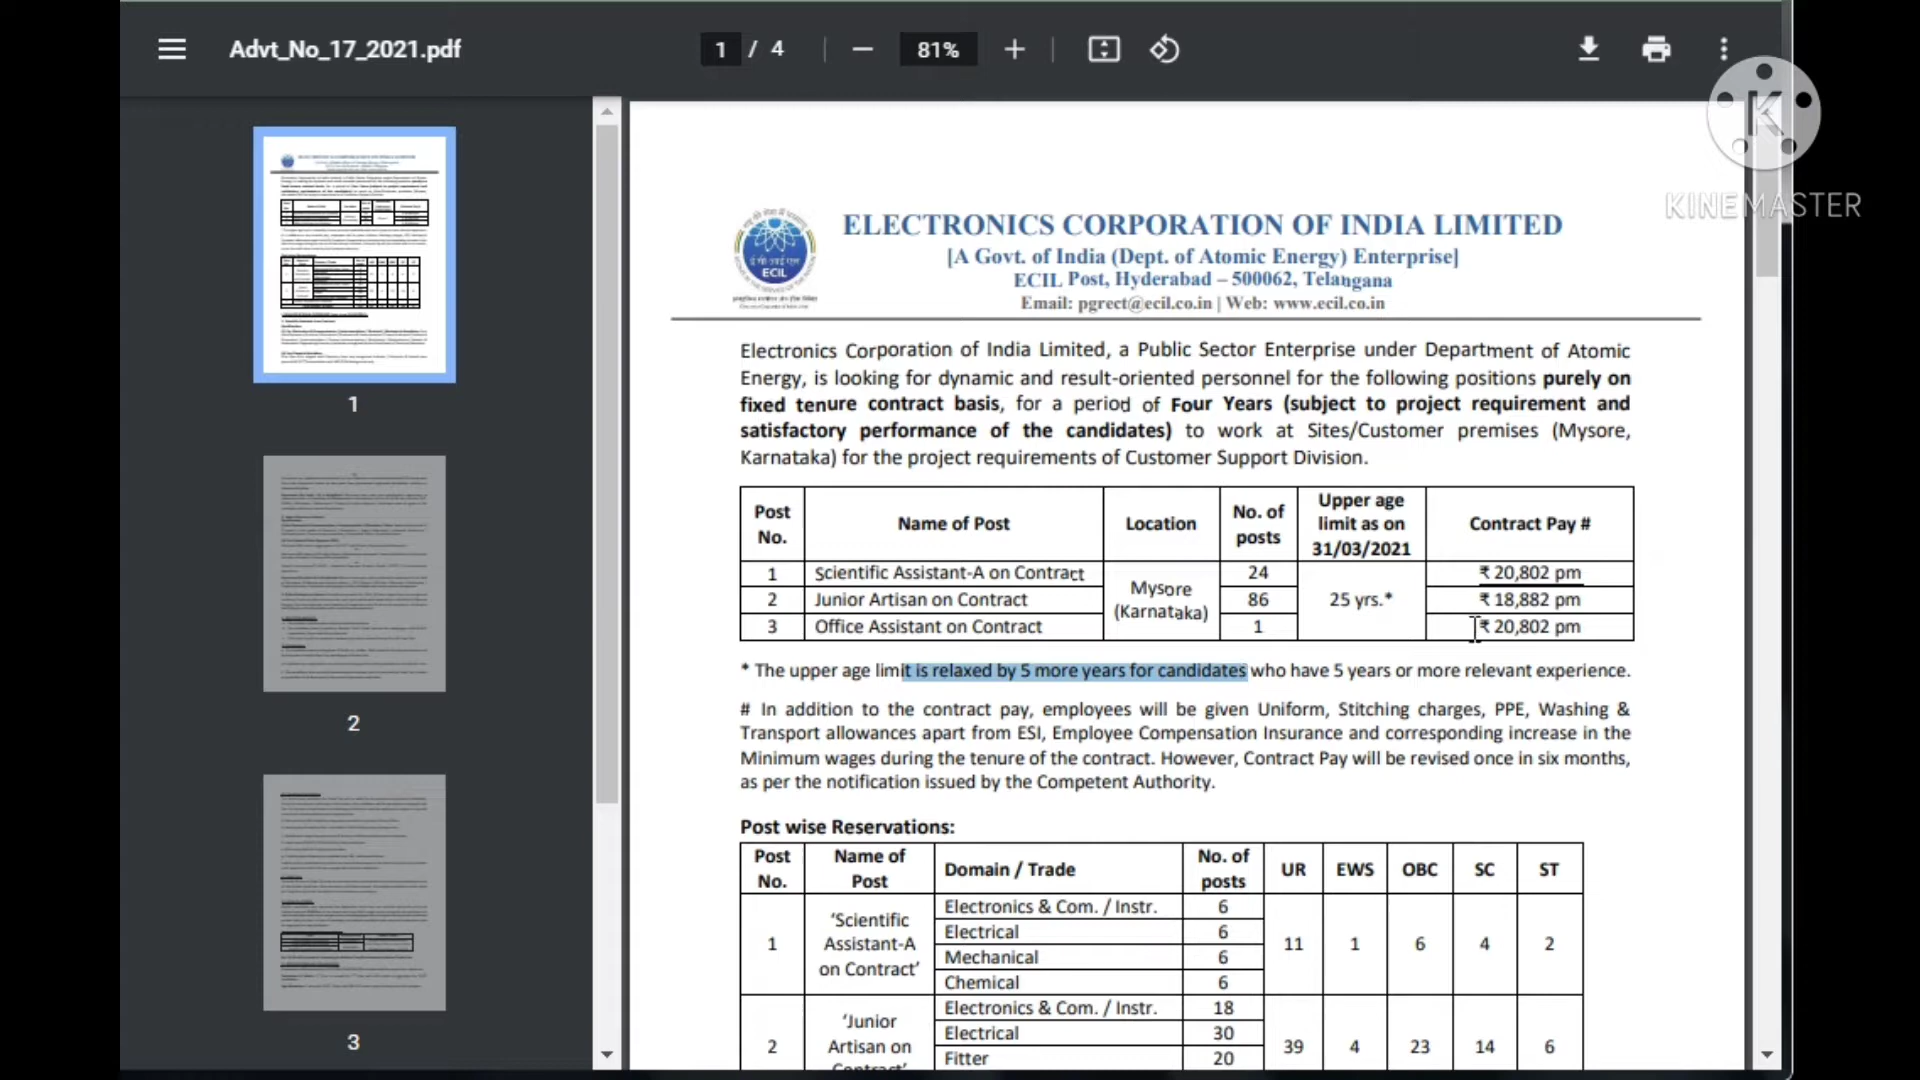 Advt_No_17_2021.pdf
1 / 4
81%
K
KINEMASTER
1
2
3
ECIL
ELECTRONICS CORPORATION OF INDIA LIMITED
[A Govt. of India (Dept. of Atomic Energy) Enterprise]
ECIL Post, Hyderabad – 500062, Telangana
Email: pgrect@ecil.co.in | Web: www.ecil.co.in
Electronics Corporation of India Limited, a Public Sector Enterprise under Department of Atomic
Energy, is looking for dynamic and result-oriented personnel for the following positions purely on
fixed tenure contract basis, for a period of Four Years (subject to project requirement and
satisfactory performance of the candidates) to work at Sites/Customer premises (Mysore,
Karnataka) for the project requirements of Customer Support Division.
Post No. Name of Post Location No. of posts Upper age limit as on 31/03/2021 Contract Pay #
1 Scientific Assistant-A on Contract Mysore (Karnataka) 24 25 yrs.* ₹ 20,802 pm
2 Junior Artisan on Contract 86 ₹ 18,882 pm
3 Office Assistant on Contract 1 ₹ 20,802 pm
* The upper age limit is relaxed by 5 more years for candidates who have 5 years or more relevant experience.
# In addition to the contract pay, employees will be given Uniform, Stitching charges, PPE, Washing &
Transport allowances apart from ESI, Employee Compensation Insurance and corresponding increase in the
Minimum wages during the tenure of the contract. However, Contract Pay will be revised once in six months,
as per the notification issued by the Competent Authority.
Post wise Reservations:
Post No. Name of Post Domain / Trade No. of posts UR EWS OBC SC ST
1 ‘Scientific Assistant-A on Contract’ Electronics & Com. / Instr. 6 11 1 6 4 2
Electrical 6
Mechanical 6
Chemical 6
2 ‘Junior Artisan on Contract’ Electronics & Com. / Instr. 18 39 4 23 14 6
Electrical 30
Fitter 20